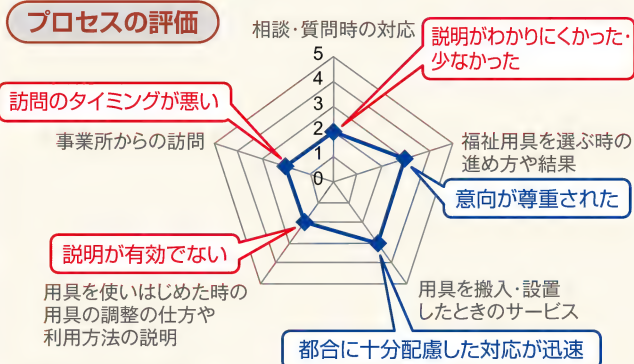 プロセスの評価
相談・質問時の対応
説明がわかりにくかった・
少なかった
5
4
3
2
1
0
訪問のタイミングが悪い
事業所からの訪問
福祉用具を選ぶ時の
進め方や結果
意向が尊重された
説明が有効でない
用具を使いはじめた時の
用具の調整の仕方や
利用方法の説明
用具を搬入・設置
したときのサービス
都合に十分配慮した対応が迅速